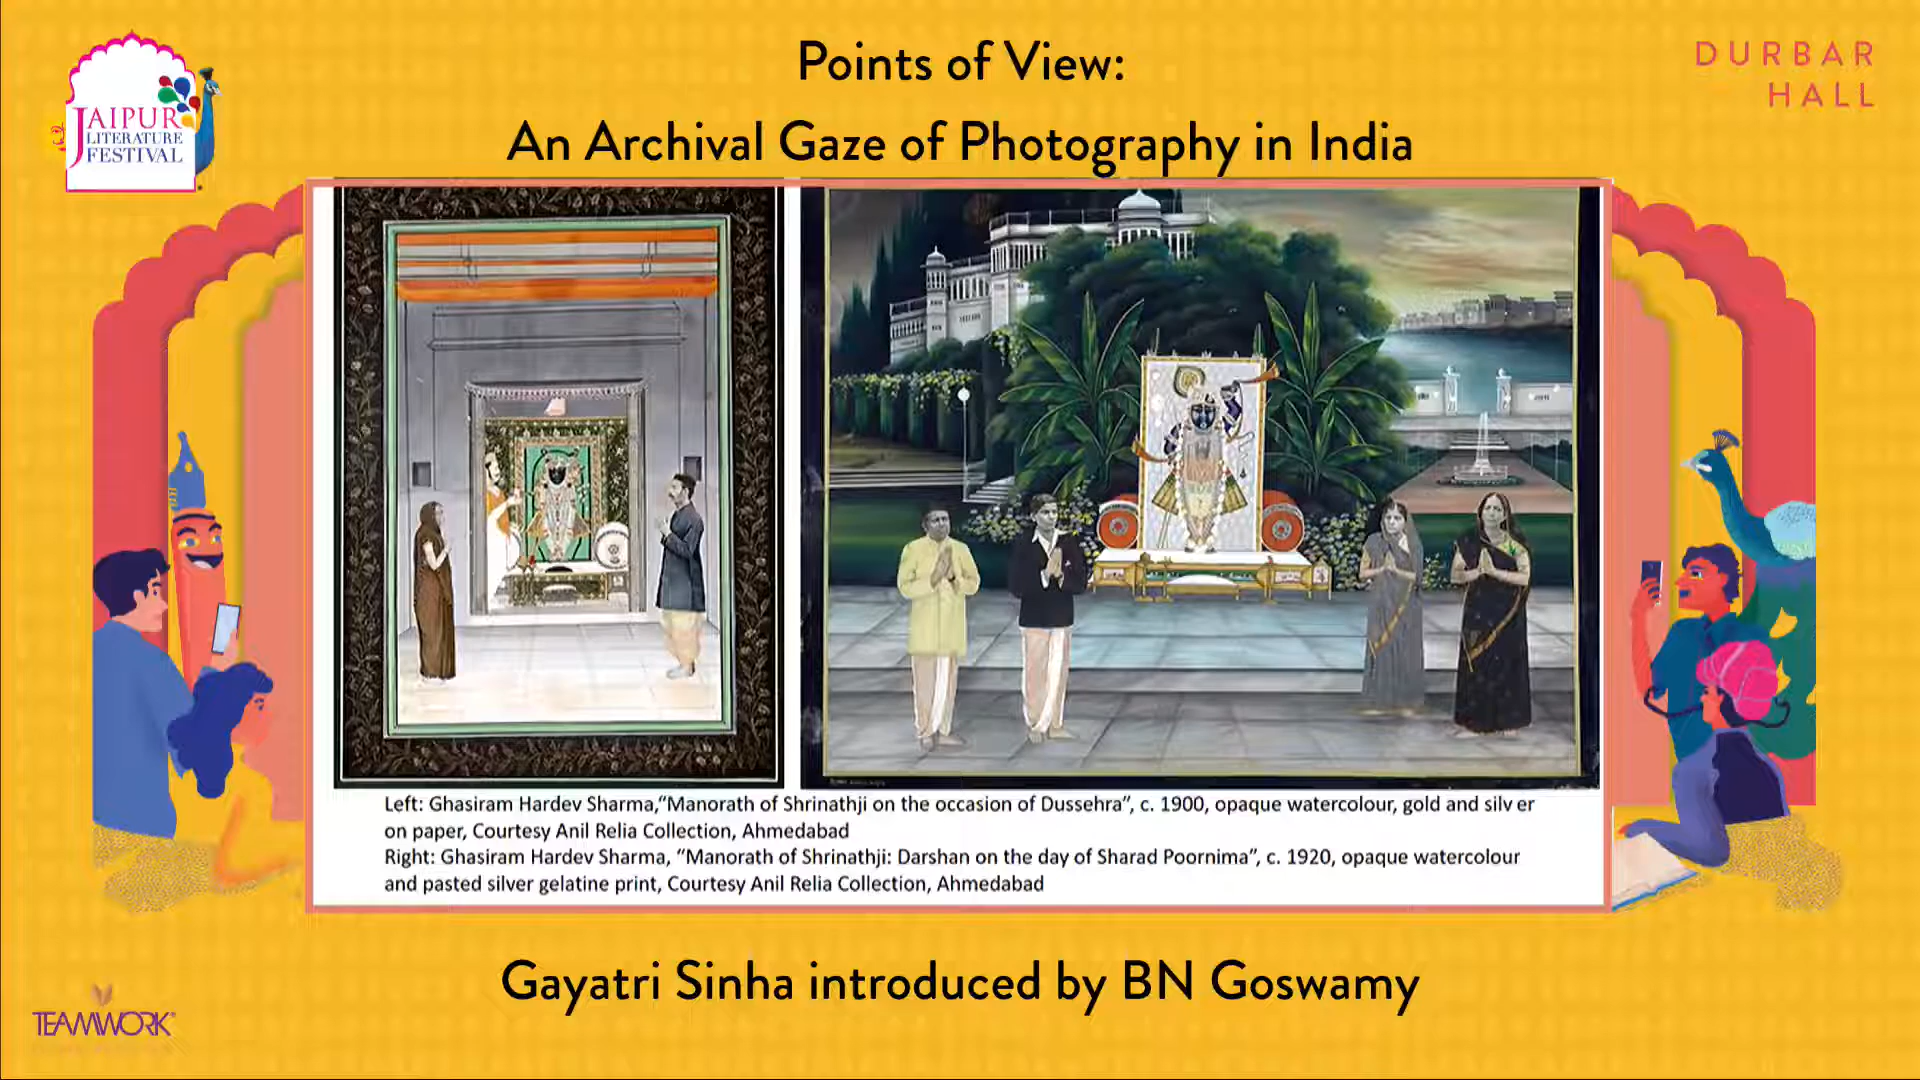 Points of View:
An Archival Gaze of Photography in India
DURBAR
HALL
JAIPUR
LITERATURE
FESTIVAL
Left: Ghasiram Hardev Sharma,“Manorath of Shrinathji on the occasion of Dussehra”, c. 1900, opaque watercolour, gold and silv er
on paper, Courtesy Anil Relia Collection, Ahmedabad
Right: Ghasiram Hardev Sharma, “Manorath of Shrinathji: Darshan on the day of Sharad Poornima”, c. 1920, opaque watercolour
and pasted silver gelatine print, Courtesy Anil Relia Collection, Ahmedabad
Gayatri Sinha introduced by BN Goswamy
TEAMWORK